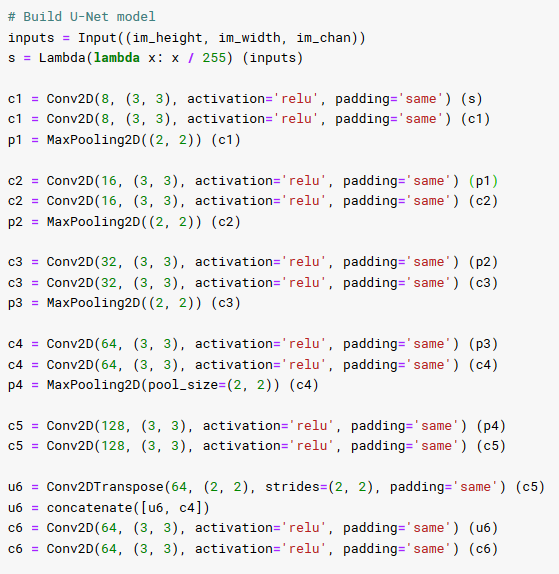 # Build U-Net model
inputs = Input((im_height, im_width, im_chan))
s = Lambda(lambda x: x / 255) (inputs)

c1 = Conv2D(8, (3, 3), activation='relu', padding='same') (s)
c1 = Conv2D(8, (3, 3), activation='relu', padding='same') (c1)
p1 = MaxPooling2D((2, 2)) (c1)

c2 = Conv2D(16, (3, 3), activation='relu', padding='same') (p1)
c2 = Conv2D(16, (3, 3), activation='relu', padding='same') (c2)
p2 = MaxPooling2D((2, 2)) (c2)

c3 = Conv2D(32, (3, 3), activation='relu', padding='same') (p2)
c3 = Conv2D(32, (3, 3), activation='relu', padding='same') (c3)
p3 = MaxPooling2D((2, 2)) (c3)

c4 = Conv2D(64, (3, 3), activation='relu', padding='same') (p3)
c4 = Conv2D(64, (3, 3), activation='relu', padding='same') (c4)
p4 = MaxPooling2D(pool_size=(2, 2)) (c4)

c5 = Conv2D(128, (3, 3), activation='relu', padding='same') (p4)
c5 = Conv2D(128, (3, 3), activation='relu', padding='same') (c5)

u6 = Conv2DTranspose(64, (2, 2), strides=(2, 2), padding='same') (c5)
u6 = concatenate([u6, c4])
c6 = Conv2D(64, (3, 3), activation='relu', padding='same') (u6)
c6 = Conv2D(64, (3, 3), activation='relu', padding='same') (c6)